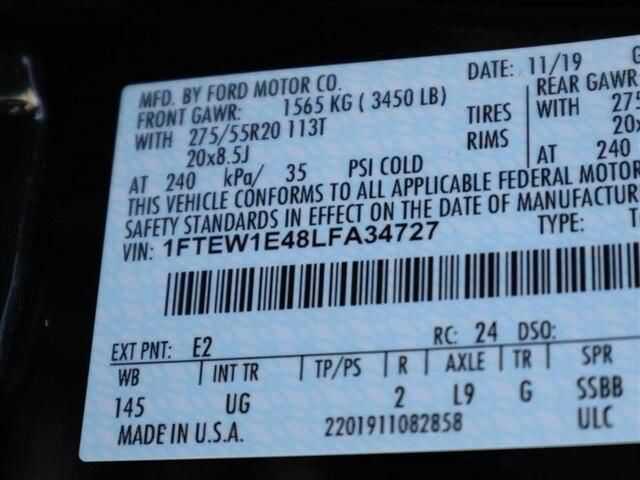 MFD. BY FORD MOTOR CO. DATE: 11/19
FRONT GAWR: 1565 KG ( 3450 LB) REAR GAWR
WITH 275/55R20 113T TIRES WITH 275
20x8.5J RIMS 20x
AT 240 kPa/ 35 PSI COLD AT 240
THIS VEHICLE CONFORMS TO ALL APPLICABLE FEDERAL MOTOR
SAFETY STANDARDS IN EFFECT ON THE DATE OF MANUFACTUR
VIN: 1FTEW1E48LFA34727 TYPE: T
EXT PNT: E2 RC: 24 DSO:
WB INT TR TP/PS R AXLE TR SPR
145 UG 2 L9 G SSBB
MADE IN U.S.A. 2201911082858 ULC